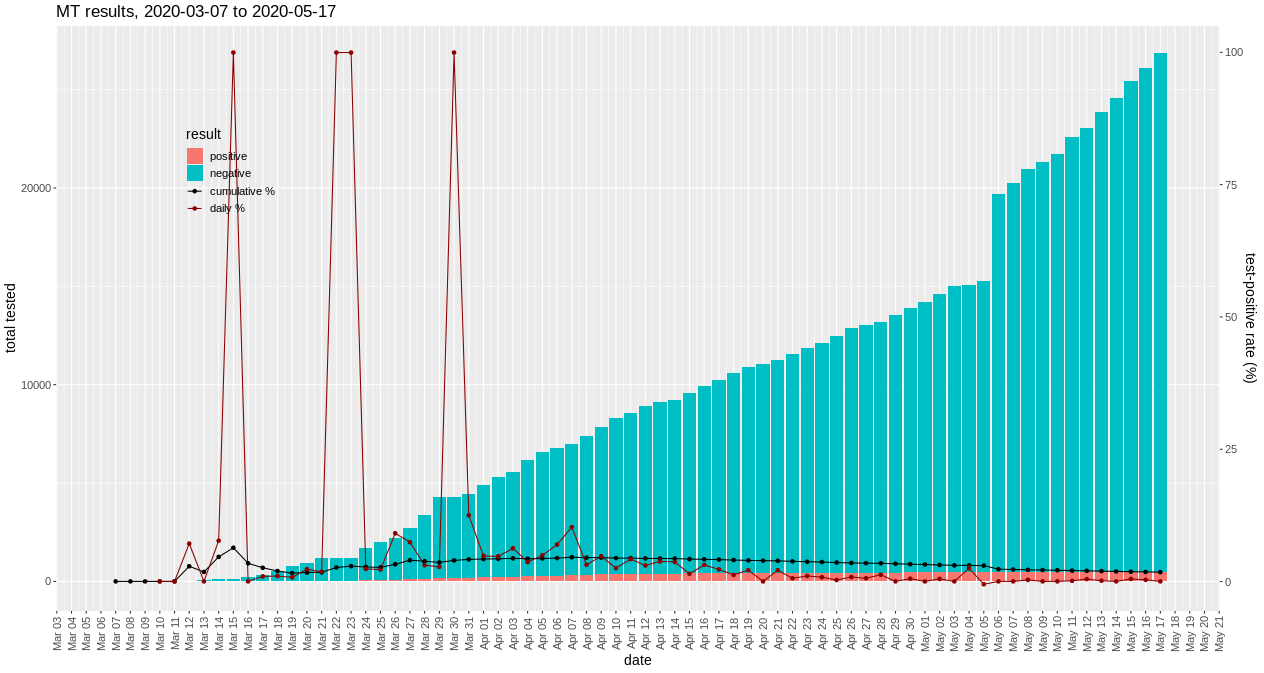 MT results, 2020-03-07 to 2020-05-17
result
positive
negative
cumulative %
daily %
total tested
20000
10000
0
test-positive rate (%)
100
75
50
25
0
Mar 03
Mar 04
Mar 05
Mar 06
Mar 07
Mar 08
Mar 09
Mar 10
Mar 11
Mar 12
Mar 13
Mar 14
Mar 15
Mar 16
Mar 17
Mar 18
Mar 19
Mar 20
Mar 21
Mar 22
Mar 23
Mar 24
Mar 25
Mar 26
Mar 27
Mar 28
Mar 29
Mar 30
Mar 31
Apr 01
Apr 02
Apr 03
Apr 04
Apr 05
Apr 06
Apr 07
Apr 08
Apr 09
Apr 10
Apr 11
Apr 12
Apr 13
Apr 14
Apr 15
Apr 16
Apr 17
Apr 18
Apr 19
Apr 20
Apr 21
Apr 22
Apr 23
Apr 24
Apr 25
Apr 26
Apr 27
Apr 28
Apr 29
Apr 30
May 01
May 02
May 03
May 04
May 05
May 06
May 07
May 08
May 09
May 10
May 11
May 12
May 13
May 14
May 15
May 16
May 17
May 18
May 19
May 20
May 21
date